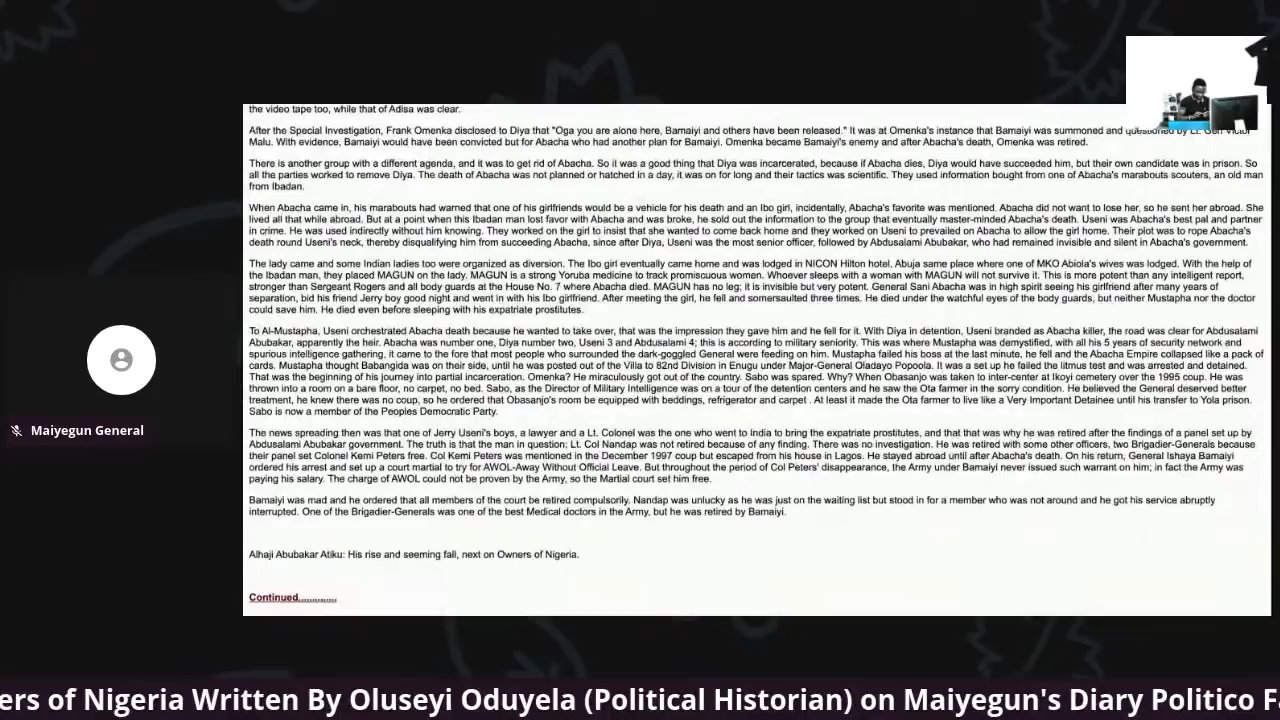 the video tape too, while that of Adisa was clear.
After the Special Investigation, Frank Omenka disclosed to Diya that "Oga you are alone here, Bamaiyi and others have been released." It was at Omenka's instance that Bamaiyi was summoned and questioned by Lt. Gen Victor
Malu. With evidence, Bamaiyi would have been convicted but for Abacha who had another plan for Bamaiyi. Omenka became Bamaiyi's enemy and after Abacha's death, Omenka was retired.
There is another group with a different agenda, and it was to get rid of Abacha. So it was a good thing that Diya was incarcerated, because if Abacha dies, Diya would have succeeded him, but their own candidate was in prison. So
all the parties worked to remove Diya. The death of Abacha was not planned or hatched in a day, it was on for long and their tactics was scientific. They used information bought from one of Abacha's marabouts scouters, an old man
from Ibadan.
When Abacha came in, his marabouts had warned that one of his girlfriends would be a vehicle for his death and an Ibo girl, incidentally, Abacha's favorite was mentioned. Abacha did not want to lose her, so he sent her abroad. She
lived all that while abroad. But at a point when this Ibadan man lost favor with Abacha and was broke, he sold out the information to the group that eventually master-minded Abacha's death. Useni was Abacha's best pal and partner
in crime. He was used indirectly without him knowing. They worked on the girl to insist that she wanted to come back home and they worked on Useni to prevailed on Abacha to allow the girl home. Their plot was to rope Abacha's
death round Useni's neck, thereby disqualifying him from succeeding Abacha, since after Diya, Useni was the most senior officer, followed by Abdusalami Abubakar, who had remained invisible and silent in Abacha's government.
The lady came and some Indian ladies too were organized as diversion. The Ibo girl eventually came home and was lodged in NICON Hilton hotel, Abuja same place where one of MKO Abiola's wives was lodged. With the help of
the Ibadan man, they placed MAGUN on the lady. MAGUN is a strong Yoruba medicine to track promiscuous women. Whoever sleeps with a woman with MAGUN will not survive it. This is more potent than any intelligent report,
stronger than Sergeant Rogers and all body guards at the House No. 7 where Abacha died. MAGUN has no leg; it is invisible but very potent. General Sani Abacha was in high spirit seeing his girlfriend after many years of
separation, bid his friend Jerry boy good night and went in with his Ibo girlfriend. After meeting the girl, he fell and somersaulted three times. He died under the watchful eyes of the body guards, but neither Mustapha nor the doctor
could save him. He died even before sleeping with his expatriate prostitutes.
To Al-Mustapha, Useni orchestrated Abacha death because he wanted to take over, that was the impression they gave him and he fell for it. With Diya in detention, Useni branded as Abacha killer, the road was clear for Abdusalami
Abubakar, apparently the heir. Abacha was number one, Diya number two, Useni 3 and Abdusalami 4; this is according to military seniority. This was where Mustapha was demystified, with all his 5 years of security network and
spurious intelligence gathering, it came to the fore that most people who surrounded the dark-goggled General were feeding on him. Mustapha failed his boss at the last minute, he fell and the Abacha Empire collapsed like a pack of
cards. Mustapha thought Babangida was on their side, until he was posted out of the Villa to 82nd Division in Enugu under Major-General Oladayo Popoola. It was a set up he failed the litmus test and was arrested and detained.
That was the beginning of his journey into partial incarceration. Omenka? He miraculously got out of the country. Sabo was spared. Why? When Obasanjo was taken to inter-center at Ikoyi cemetery over the 1995 coup. He was
thrown into a room on a bare floor, no carpet, no bed. Sabo, as the Director of Military Intelligence was on a tour of the detention centers and he saw the Ota farmer in the sorry condition. He believed the General deserved better
treatment, he knew there was no coup, so he ordered that Obasanjo's room be equipped with beddings, refrigerator and carpet . At least it made the Ota farmer to live like a Very Important Detainee until his transfer to Yola prison.
Sabo is now a member of the Peoples Democratic Party.
The news spreading then was that one of Jerry Useni's boys, a lawyer and a Lt. Colonel was the one who went to India to bring the expatriate prostitutes, and that that was why he was retired after the findings of a panel set up by
Abdusalami Abubakar government. The truth is that the man in question; Lt. Col Nandap was not retired because of any finding. There was no investigation. He was retired with some other officers, two Brigadier-Generals because
their panel set Colonel Kemi Peters free. Col Kemi Peters was mentioned in the December 1997 coup but escaped from his house in Lagos. He stayed abroad until after Abacha's death. On his return, General Ishaya Bamaiyi
ordered his arrest and set up a court martial to try for AWOL-Away Without Official Leave. But throughout the period of Col Peters' disappearance, the Army under Bamaiyi never issued such warrant on him; in fact the Army was
paying his salary. The charge of AWOL could not be proven by the Army, so the Martial court set him free.
Bamaiyi was mad and he ordered that all members of the court be retired compulsorily. Nandap was unlucky as he was just on the waiting list but stood in for a member who was not around and he got his service abruptly
interrupted. One of the Brigadier-Generals was one of the best Medical doctors in the Army, but he was retired by Bamaiyi.
Alhaji Abubakar Atiku: His rise and seeming fall, next on Owners of Nigeria.
Continued..............
Maiyegun General
ers of Nigeria Written By Oluseyi Oduyela (Political Historian) on Maiyegun's Diary Politico F